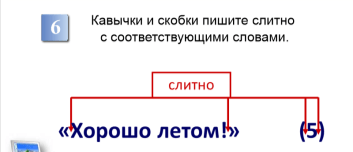 6
Кавычки и скобки пишите слитно
с соответствующими словами.
слитно
«Хорошо летом!» (5)